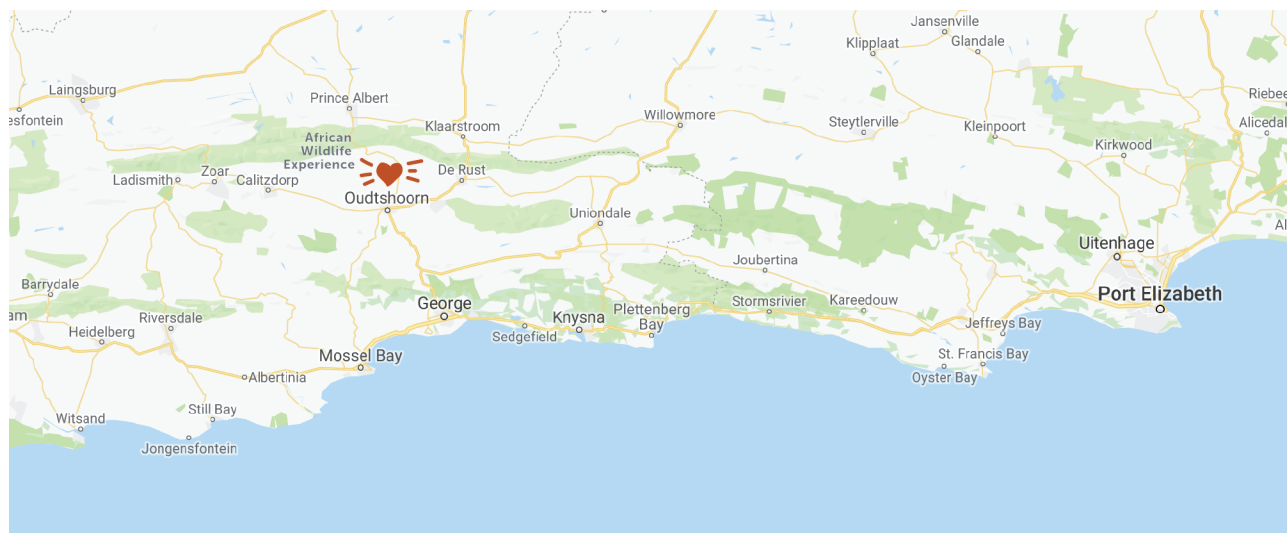 Jansenville
Klipplaat
Glandale
Laingsburg
Prince Albert
Riebee
esfontein
Willowmore
Steytlerville
Klaarstroom
Kleinpoort
Alicedal
African
Wildlife
Experience
Kirkwood
Ladismith
Zoar
Calitzdorp
De Rust
Oudtshoorn
Uniondale
Al
Uitenhage
Joubertina
Barrydale
Port Elizabeth
George
Stormsrivier
Kareedouw
am
Riversdale
Knysna
Plettenberg
Bay
Heidelberg
Sedgefield
Jeffreys Bay
Mossel Bay
St. Francis Bay
Albertinia
Oyster Bay
Still Bay
Witsand
Jongensfontein